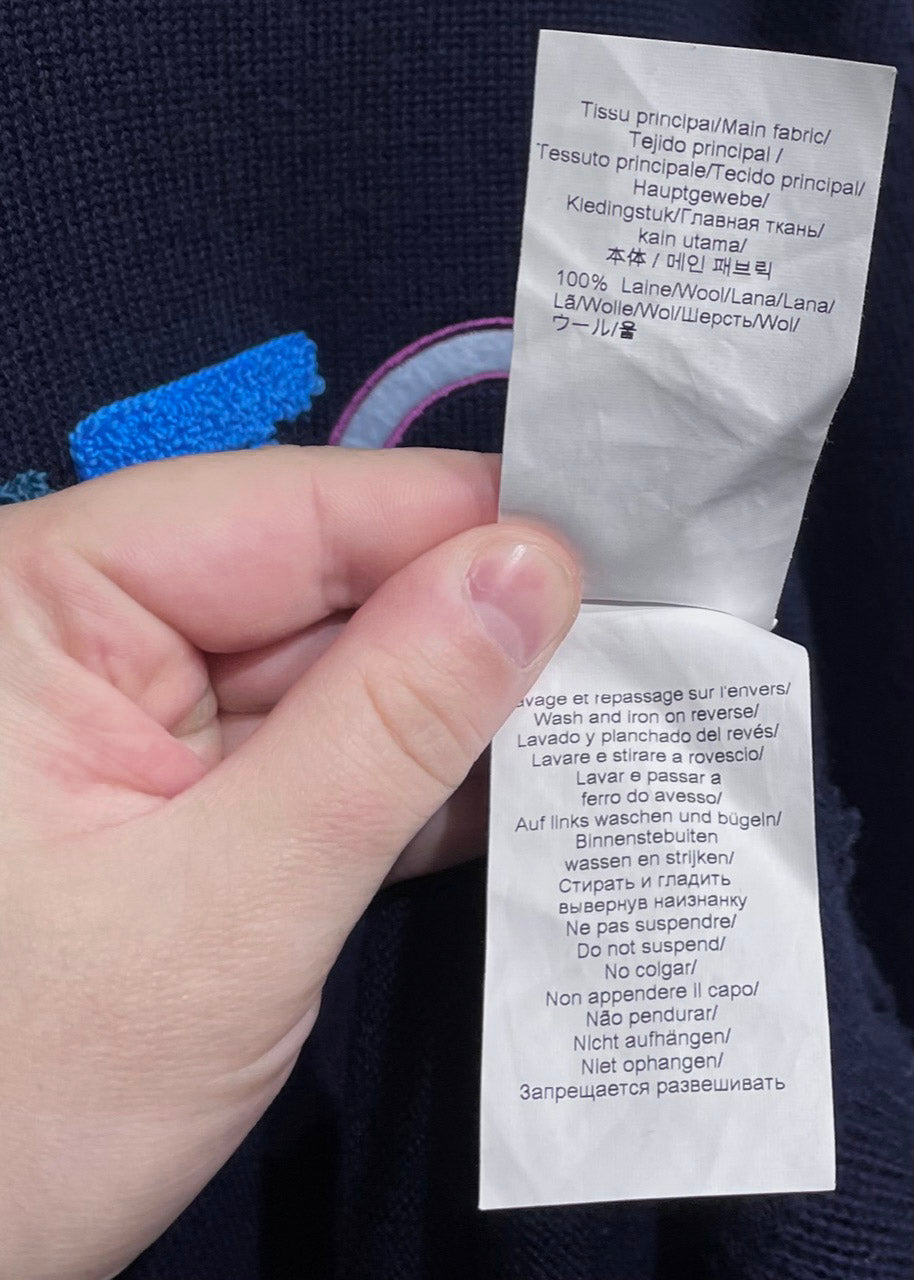 Tissu principal/Main fabric/
Tejido principal /
Tessuto principale/Tecido principal/
Hauptgewebe/
Kledingstuk/Главная ткань/
kain utama/
本体 / 메인 패브릭
100% Laine/Wool/Lana/Lana/
Lã/Wolle/Wol/Шерсть/Wol/
ウール/울
et repassage sur l'envers/
Wash and iron on reverse/
Lavado y planchado del revés/
Lavare e stirare a rovescio/
Lavar e passar a
ferro do avesso/
Auf links waschen und bügeln/
Binnenstebuiten
wassen en strijken/
Стирать и гладить
вывернув наизнанку
Ne pas suspendre/
Do not suspend/
No colgar/
Non appendere il capo/
Não pendurar/
Nicht aufhängen/
Niet ophangen/
Запрещается развешивать